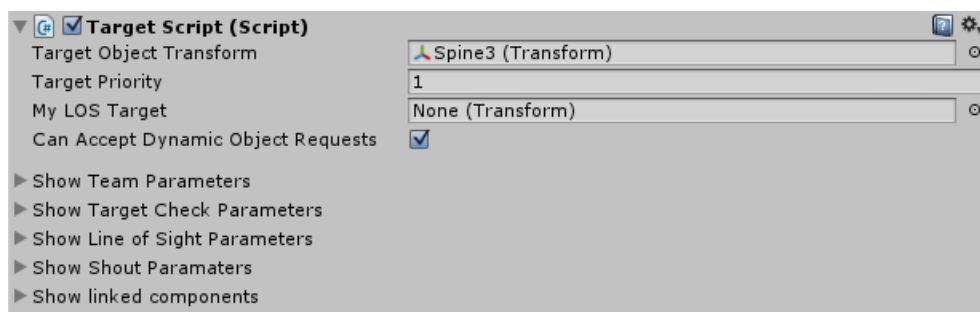 Target Script (Script)
Target Object Transform Spine3 (Transform)
Target Priority 1
My LOS Target None (Transform)
Can Accept Dynamic Object Requests
Show Team Parameters
Show Target Check Parameters
Show Line of Sight Parameters
Show Shout Paramaters
Show linked components